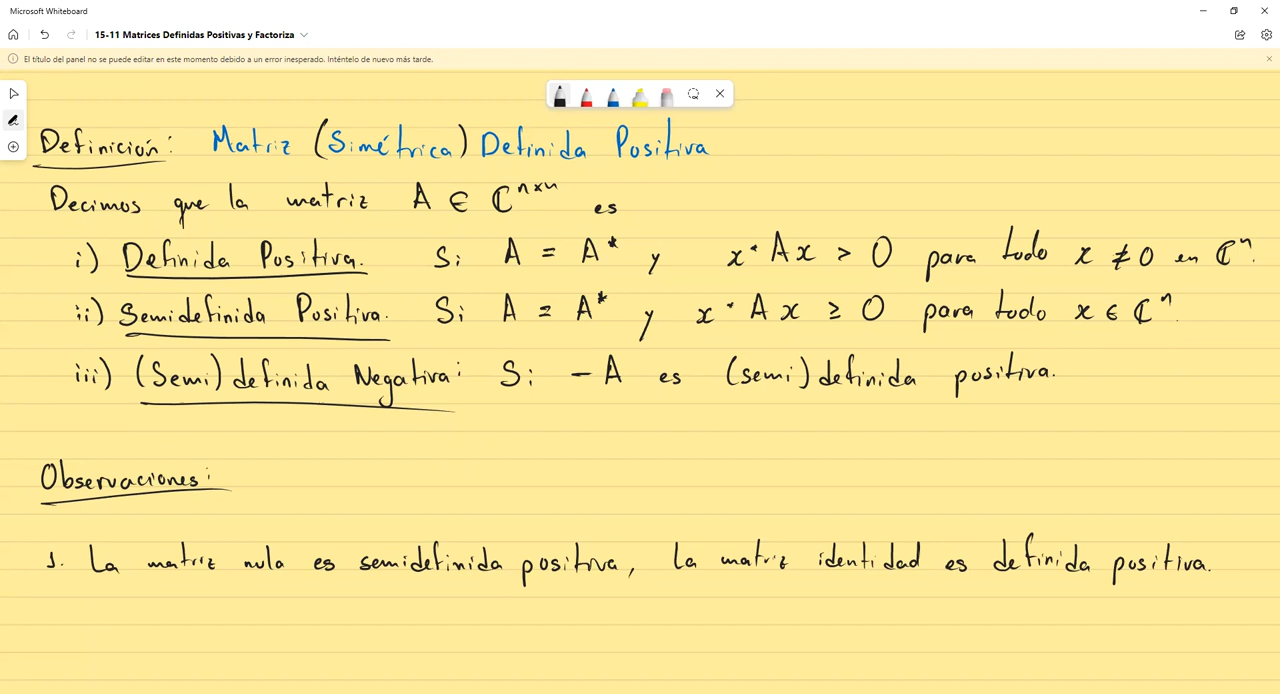 Microsoft Whiteboard
15-11 Matrices Definidas Positivas y Factoriza
El título del panel no se puede editar en este momento debido a un error inesperado. Inténtelo de nuevo más tarde.
Definición: Matriz (Simétrica) Definida Positiva
Decimos que la matriz A ∈ ℂⁿˣⁿ es
i) Definida Positiva. Si A = A* y x* A x > 0 para todo x ≠ 0 en ℂⁿ.
ii) Semidefinida Positiva. Si A = A* y x* A x ≥ 0 para todo x ∈ ℂⁿ.
iii) (Semi)definida Negativa: Si -A es (semi)definida positiva.
Observaciones:
1. La matriz nula es semidefinida positiva, la matriz identidad es definida positiva.